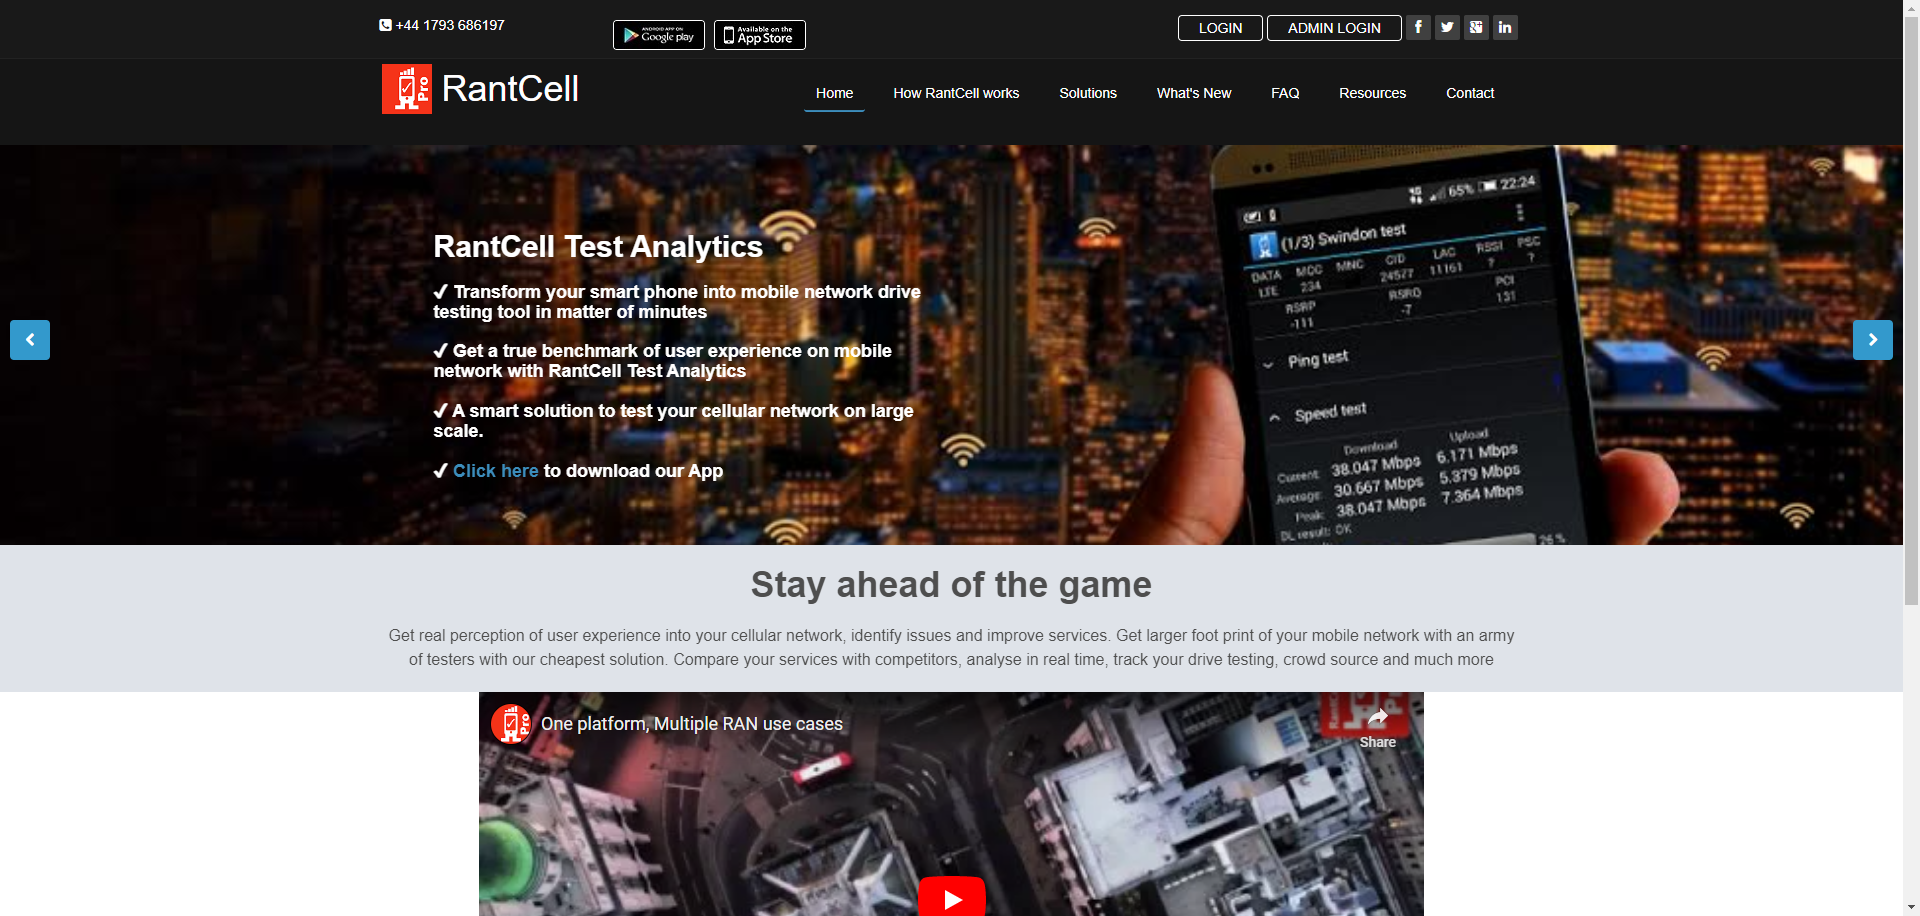 +44 1793 686197
ANDROID APP ON
Google play
Available on the
App Store
LOGIN
ADMIN LOGIN
Pro
RantCell
Home
How RantCell works
Solutions
What's New
FAQ
Resources
Contact
RantCell Test Analytics
✔ Transform your smart phone into mobile network drive
testing tool in matter of minutes
✔ Get a true benchmark of user experience on mobile
network with RantCell Test Analytics
✔ A smart solution to test your cellular network on large
scale.
✔ Click here to download our App
65% 22:24
(1/3) Swindon test
DATA MCC MNC CID LAC RSSI PSC
LTE 234 24577 11161 ? ?
RSRP RSRQ PCI
-111 -7 131
Ping test
Speed test
Download Upload
Current: 38.047 Mbps 6.171 Mbps
Average: 30.667 Mbps 5.379 Mbps
Peak: 38.047 Mbps 7.364 Mbps
DL result: OK
26 %
Stay ahead of the game
Get real perception of user experience into your cellular network, identify issues and improve services. Get larger foot print of your mobile network with an army
of testers with our cheapest solution. Compare your services with competitors, analyse in real time, track your drive testing, crowd source and much more
Pro
One platform, Multiple RAN use cases
Share